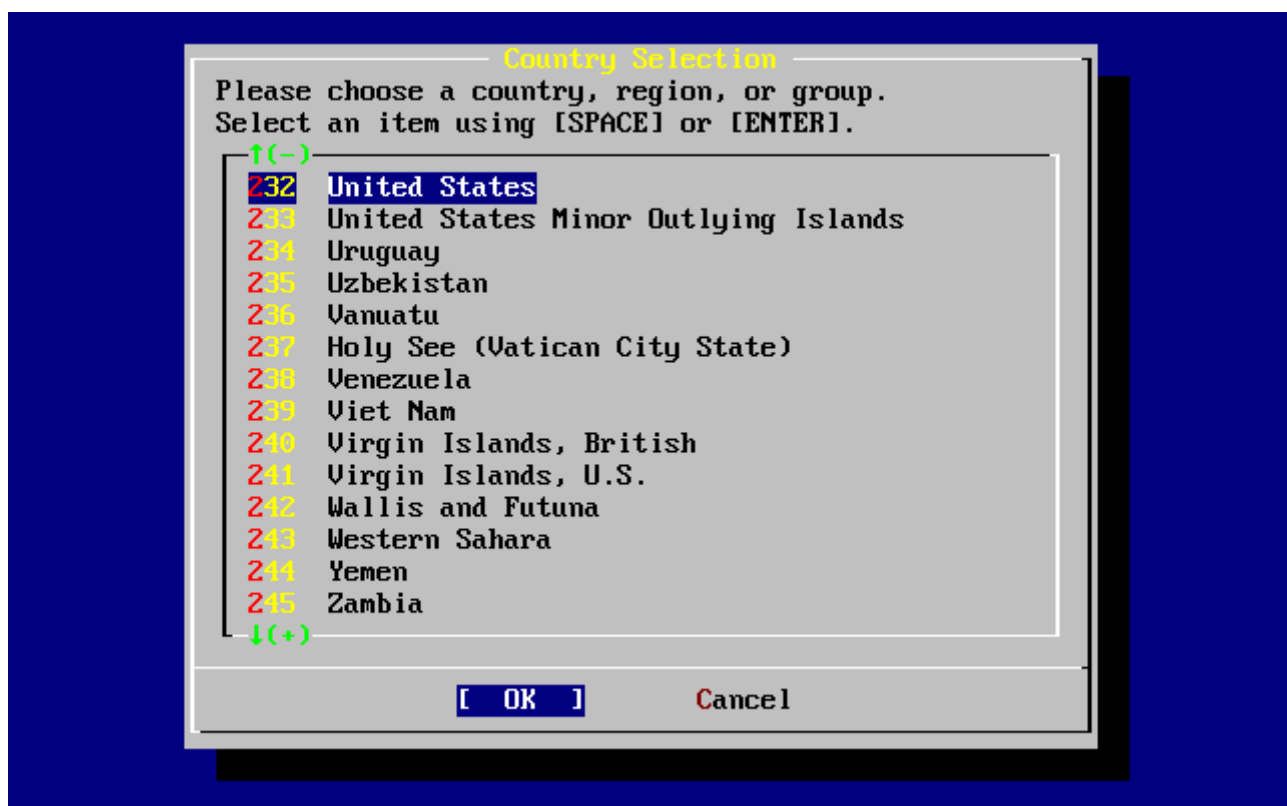 Country Selection
Please choose a country, region, or group.
Select an item using [SPACE] or [ENTER].
↑(-)
232 United States
233 United States Minor Outlying Islands
234 Uruguay
235 Uzbekistan
236 Vanuatu
237 Holy See (Vatican City State)
238 Venezuela
239 Viet Nam
240 Virgin Islands, British
241 Virgin Islands, U.S.
242 Wallis and Futuna
243 Western Sahara
244 Yemen
245 Zambia
↓(+)
[ OK ] Cancel